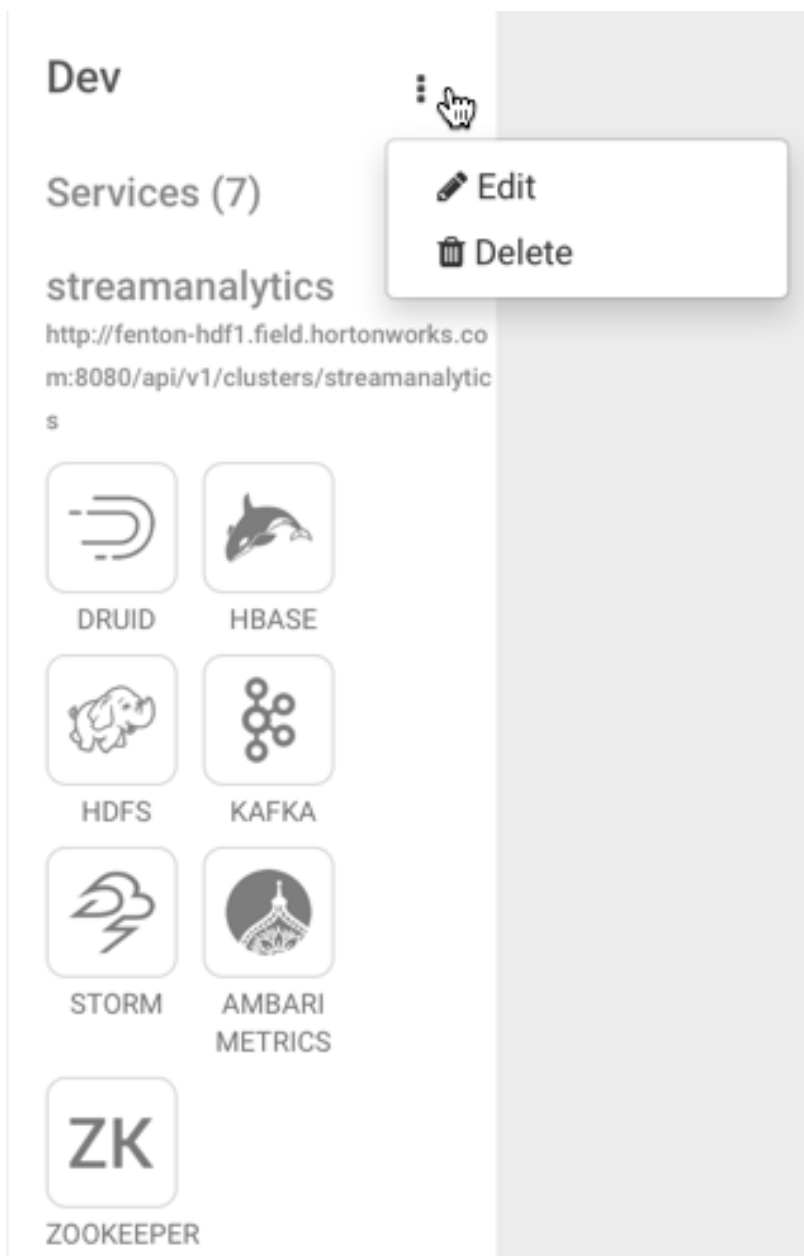 Dev
Edit
Services (7)
Delete
streamanalytics
http://fenton-hdf1.field.hortonworks.co
m:8080/api/v1/clusters/streamanalytic
s
DRUID
HBASE
HDFS
KAFKA
STORM
AMBARI
METRICS
ZK
ZOOKEEPER